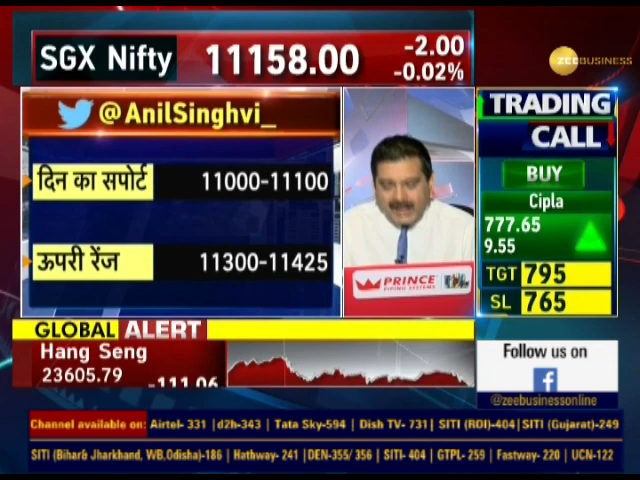 SGX Nifty 11158.00 -2.00
-0.02%
ZEEBUSINESS
@AnilSinghvi_
दिन का सपोर्ट 11000-11100
ऊपरी रेंज 11300-11425
PRINCE
PIPING SYSTEMS
TRADING
CALL
BUY
Cipla
777.65
9.55
TGT 795
SL 765
GLOBAL ALERT
Hang Seng
23605.79 -111.06
Follow us on
f
@zeebusinessonline
Channel available on: Airtel- 331 | d2h-343 | Tata Sky-594 | Dish TV- 731| SITI (ROI)-404| SITI (Gujarat)-249
SITI (Bihar& Jharkhand, WB,Odisha)-186 | Hathway- 241 |DEN-355/ 356 | SITI- 404 | GTPL- 259 | Fastway- 220 | UCN-122